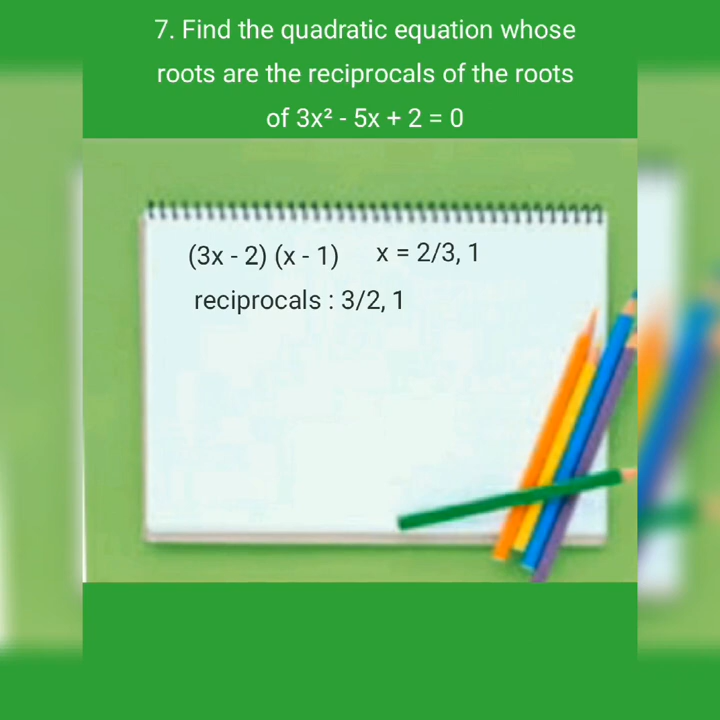 7. Find the quadratic equation whose
roots are the reciprocals of the roots
of 3x² - 5x + 2 = 0
(3x - 2) (x - 1) x = 2/3, 1
reciprocals : 3/2, 1